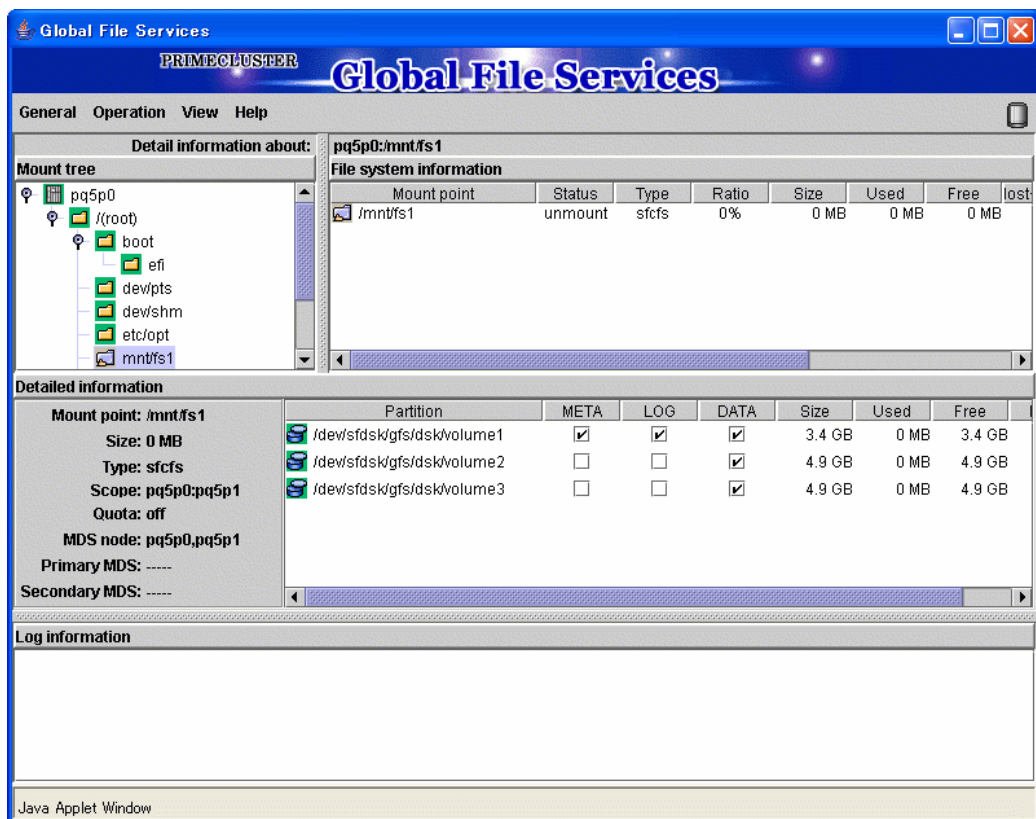 Global File Services
PRIMECLUSTER
Global File Services
General Operation View Help
Detail information about: pq5p0:/mnt/fs1
Mount tree
pq5p0
/(root)
boot
efi
dev/pts
dev/shm
etc/opt
mnt/fs1
File system information
Mount point Status Type Ratio Size Used Free lost-
/mnt/fs1 unmount sfcfs 0% 0 MB 0 MB 0 MB
Detailed information
Mount point: /mnt/fs1
Size: 0 MB
Type: sfcfs
Scope: pq5p0:pq5p1
Quota: off
MDS node: pq5p0,pq5p1
Primary MDS: -----
Secondary MDS: -----
Partition META LOG DATA Size Used Free
/dev/sfdsk/gfs/dsk/volume1 3.4 GB 0 MB 3.4 GB
/dev/sfdsk/gfs/dsk/volume2 4.9 GB 0 MB 4.9 GB
/dev/sfdsk/gfs/dsk/volume3 4.9 GB 0 MB 4.9 GB
Log information
Java Applet Window